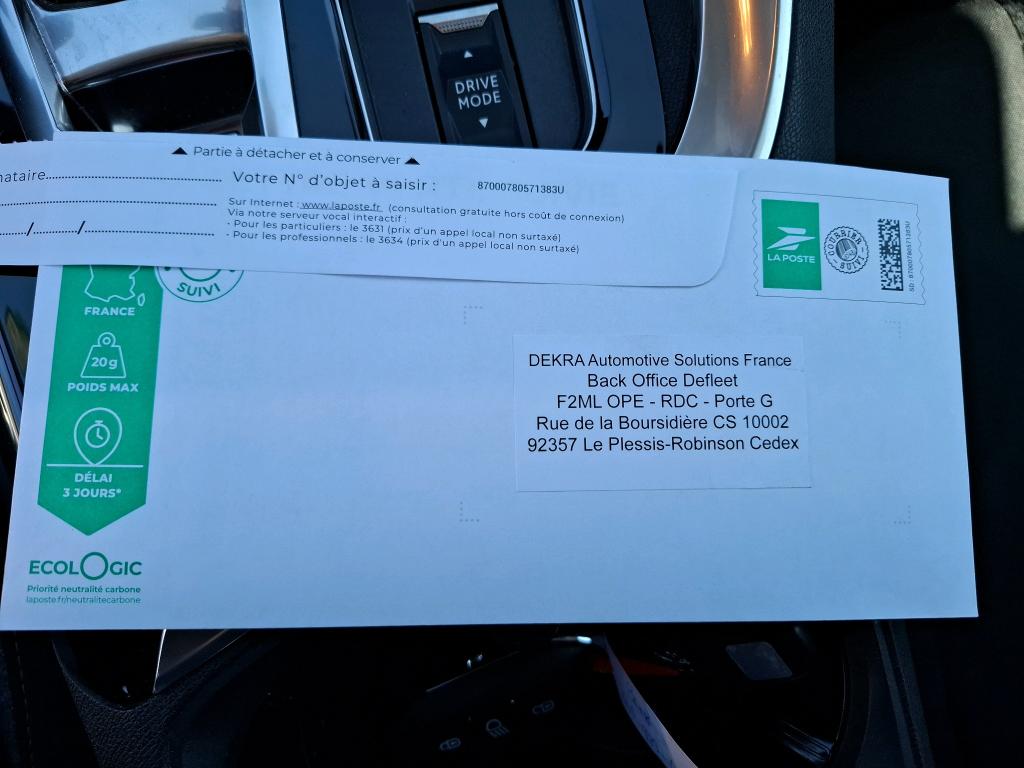 DRIVE
MODE
Partie à détacher et à conserver
Votre N° d'objet à saisir : 87000780571383U
Sur Internet : www.laposte.fr (consultation gratuite hors coût de connexion)
Via notre serveur vocal interactif :
- Pour les particuliers : le 3631 (prix d'un appel local non surtaxé)
- Pour les professionnels : le 3634 (prix d'un appel local non surtaxé)
LA POSTE
COURRIER
SUIVI
SD : 87000780571383U
SUIVI
FRANCE
20g
POIDS MAX
DÉLAI
3 JOURS*
ECOLOGIC
Priorité neutralité carbone
laposte.fr/neutralitecarbone
DEKRA Automotive Solutions France
Back Office Defleet
F2ML OPE - RDC - Porte G
Rue de la Boursidière CS 10002
92357 Le Plessis-Robinson Cedex